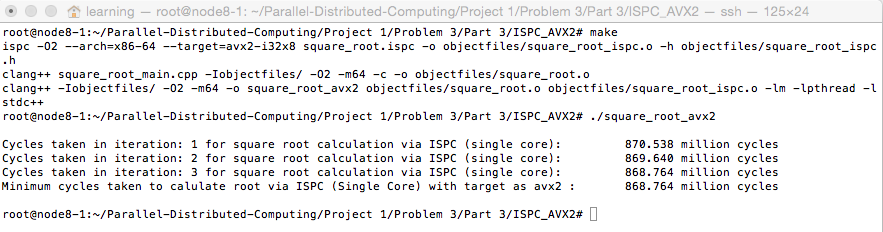 learning — root@node8-1: ~/Parallel-Distributed-Computing/Project 1/Problem 3/Part 3/ISPC_AVX2 — ssh — 125×24
root@node8-1:~/Parallel-Distributed-Computing/Project 1/Problem 3/Part 3/ISPC_AVX2# make
ispc -O2 --arch=x86-64 --target=avx2-i32x8 square_root.ispc -o objectfiles/square_root_ispc.o -h objectfiles/square_root_ispc
.h
clang++ square_root_main.cpp -Iobjectfiles/ -O2 -m64 -c -o objectfiles/square_root.o
clang++ -Iobjectfiles/ -O2 -m64 -o square_root_avx2 objectfiles/square_root.o objectfiles/square_root_ispc.o -lm -lpthread -l
stdc++
root@node8-1:~/Parallel-Distributed-Computing/Project 1/Problem 3/Part 3/ISPC_AVX2# ./square_root_avx2
Cycles taken in iteration: 1 for square root calculation via ISPC (single core): 870.538 million cycles
Cycles taken in iteration: 2 for square root calculation via ISPC (single core): 869.640 million cycles
Cycles taken in iteration: 3 for square root calculation via ISPC (single core): 868.764 million cycles
Minimum cycles taken to calulate root via ISPC (Single Core) with target as avx2 : 868.764 million cycles
root@node8-1:~/Parallel-Distributed-Computing/Project 1/Problem 3/Part 3/ISPC_AVX2#